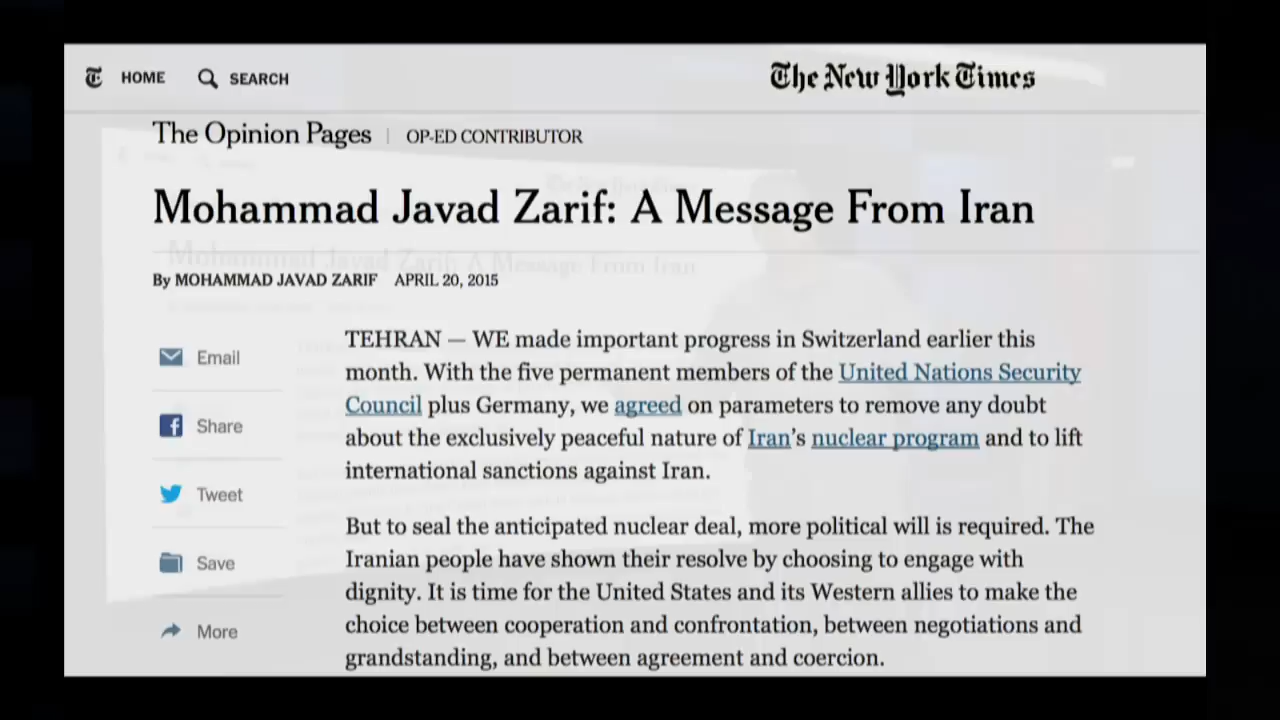 HOME SEARCH The New York Times
The Opinion Pages | OP-ED CONTRIBUTOR
Mohammad Javad Zarif: A Message From Iran
By MOHAMMAD JAVAD ZARIF APRIL 20, 2015
Email
Share
Tweet
Save
More
TEHRAN — WE made important progress in Switzerland earlier this
month. With the five permanent members of the United Nations Security
Council plus Germany, we agreed on parameters to remove any doubt
about the exclusively peaceful nature of Iran's nuclear program and to lift
international sanctions against Iran.
But to seal the anticipated nuclear deal, more political will is required. The
Iranian people have shown their resolve by choosing to engage with
dignity. It is time for the United States and its Western allies to make the
choice between cooperation and confrontation, between negotiations and
grandstanding, and between agreement and coercion.